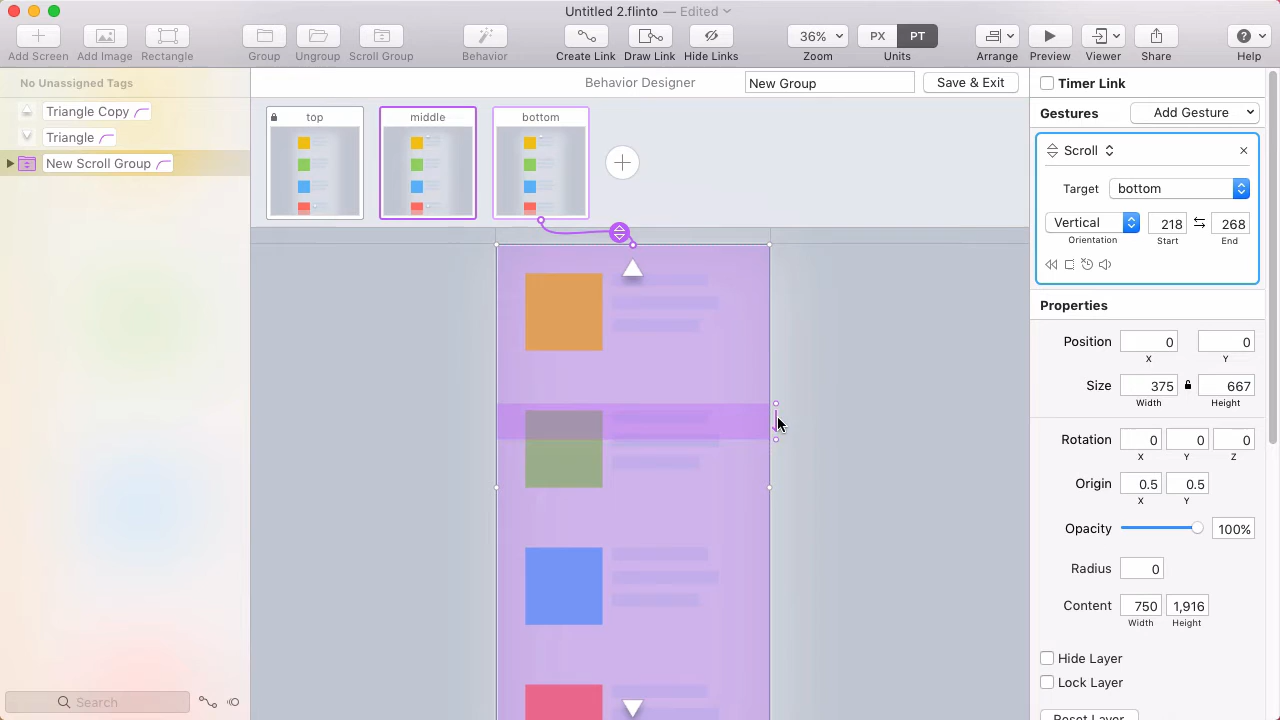 Untitled 2.flinto — Edited
Add Screen Add Image Rectangle Group Ungroup Scroll Group Behavior Create Link Draw Link Hide Links 36% Zoom PX PT Units Arrange Preview Viewer Share Help
No Unassigned Tags
Triangle Copy
Triangle
New Scroll Group
Search
Behavior Designer New Group Save & Exit
top middle bottom
Timer Link
Gestures Add Gesture
Scroll
Target bottom
Vertical 218 268
Orientation Start End
Properties
Position 0 0
X Y
Size 375 667
Width Height
Rotation 0 0 0
X Y Z
Origin 0.5 0.5
X Y
Opacity 100%
Radius 0
Content 750 1,916
Width Height
Hide Layer
Lock Layer
Reset Layer